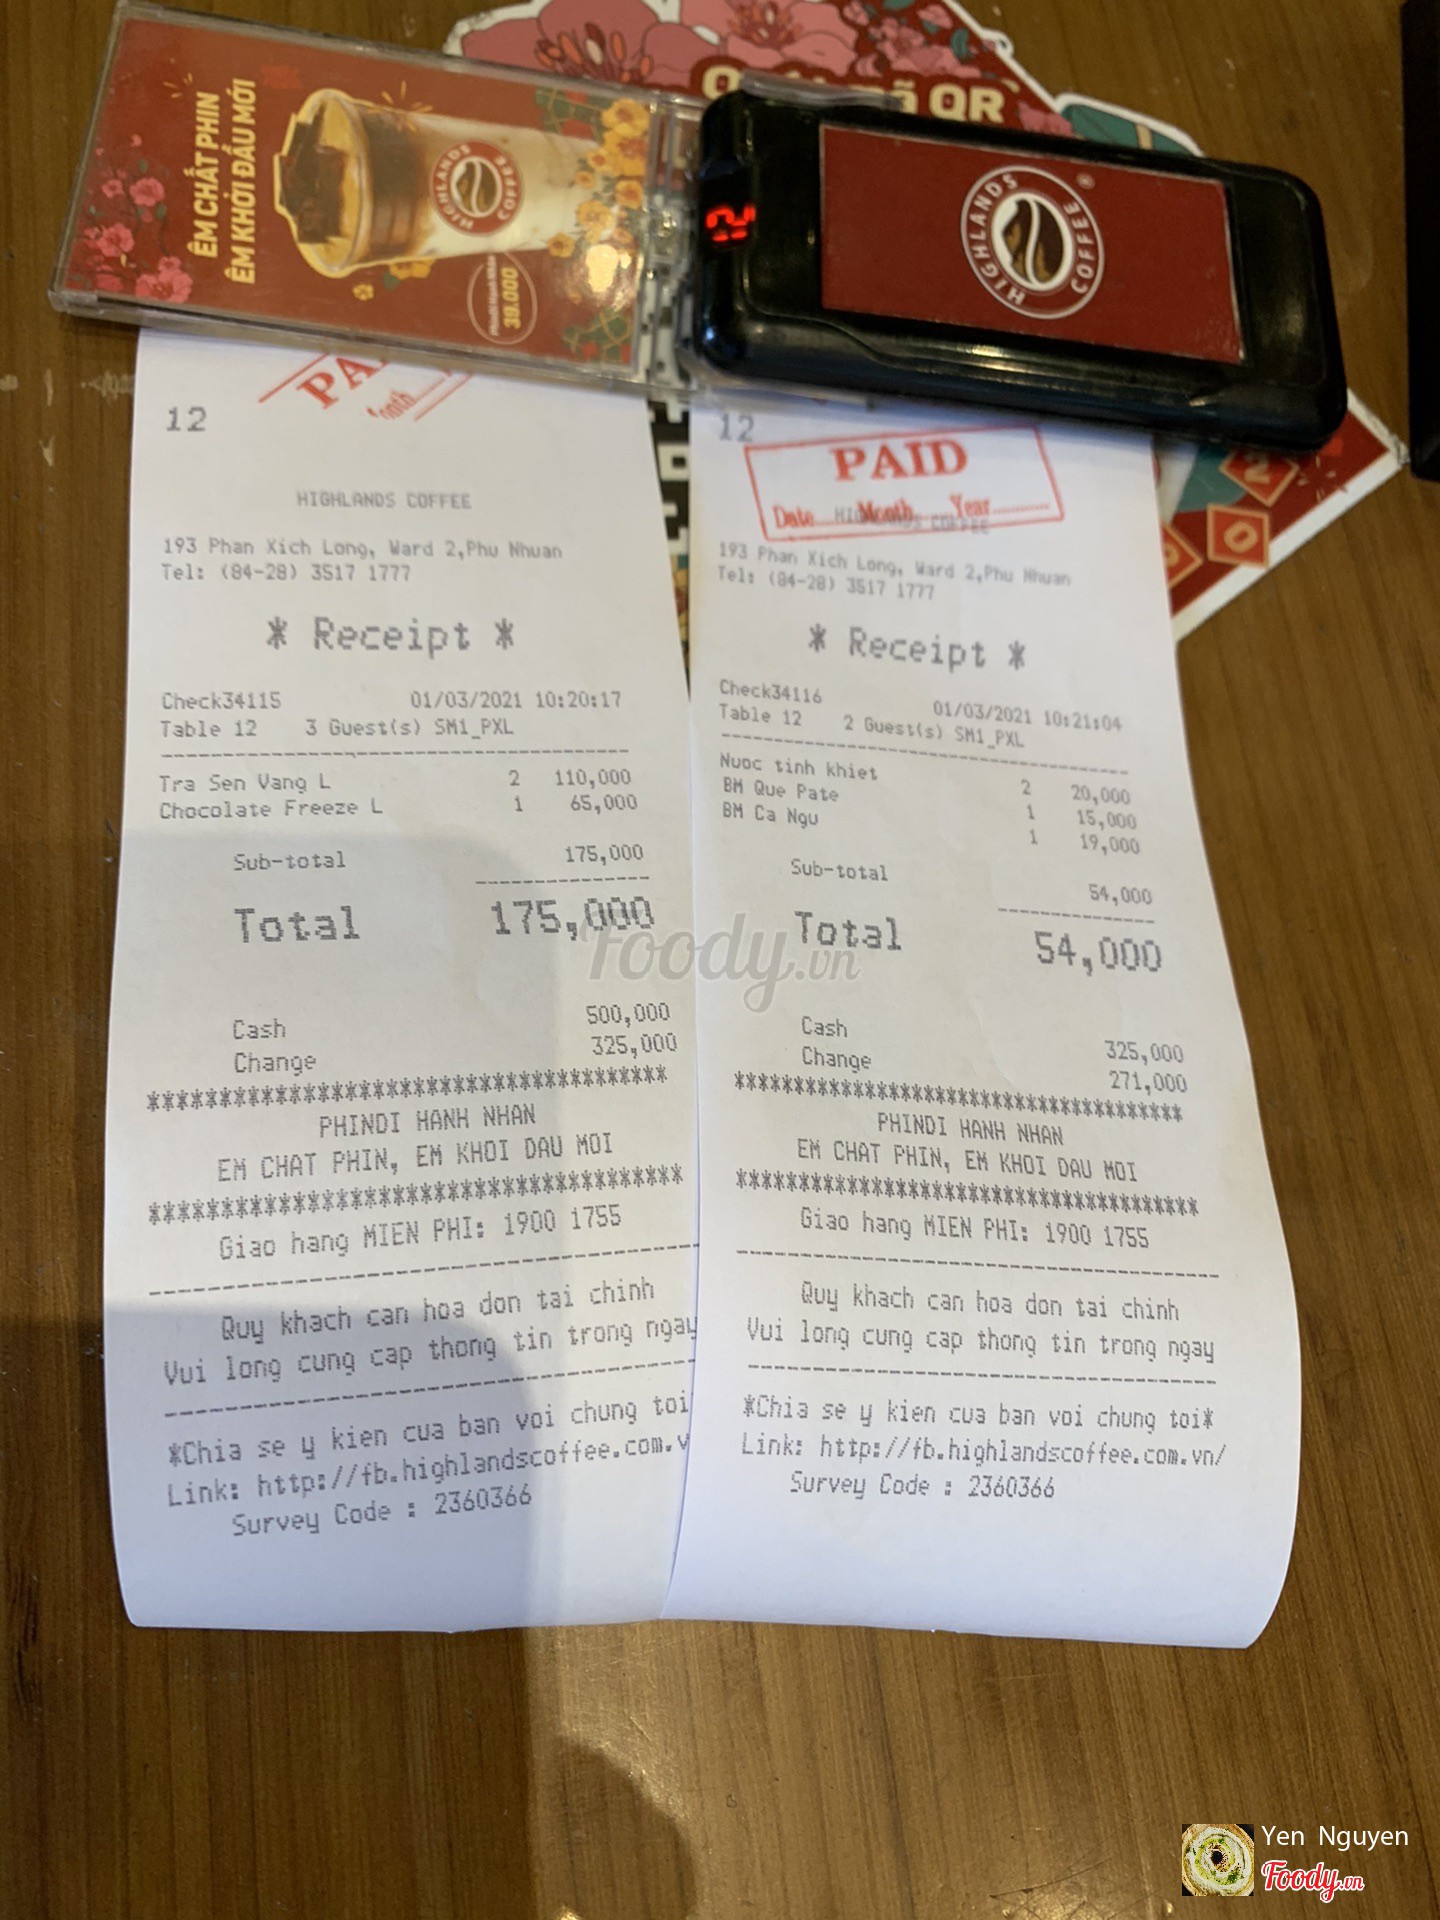 ÊM CHẤT PHIN
ÊM KHỞI ĐẦU MỚI
HIGHLANDS COFFEE
39.000
QR
12
HIGHLANDS COFFEE
®
2
0
12
HIGHLANDS COFFEE
193 Phan Xich Long, Ward 2,Phu Nhuan
Tel: (84-28) 3517 1777
* Receipt *
Check34115 01/03/2021 10:20:17
Table 12 3 Guest(s) SM1_PXL
Tra Sen Vang L 2 110,000
Chocolate Freeze L 1 65,000
Sub-total 175,000
Total 175,000
Cash 500,000
Change 325,000
***************************************
PHINDI HANH NHAN
EM CHAT PHIN, EM KHOI DAU MOI
***************************************
Giao hang MIEN PHI: 1900 1755
Quy khach can hoa don tai chinh
Vui long cung cap thong tin trong ngay
*Chia se y kien cua ban voi chung toi
Link: http://fb.highlandscoffee.com.v
Survey Code : 2360366
12
PAID
Date......Month......Year............
HIGHLANDS COFFEE
193 Phan Xich Long, Ward 2,Phu Nhuan
Tel: (84-28) 3517 1777
* Receipt *
Check34116 01/03/2021 10:21:04
Table 12 2 Guest(s) SM1_PXL
Nuoc tinh khiet 2 20,000
BM Que Pate 1 15,000
BM Ca Ngu 1 19,000
Sub-total 54,000
Total 54,000
Cash 325,000
Change 271,000
***************************************
PHINDI HANH NHAN
EM CHAT PHIN, EM KHOI DAU MOI
***************************************
Giao hang MIEN PHI: 1900 1755
Quy khach can hoa don tai chinh
Vui long cung cap thong tin trong ngay
*Chia se y kien cua ban voi chung toi*
Link: http://fb.highlandscoffee.com.vn/
Survey Code : 2360366
Foody.vn
Yen Nguyen
Foody.vn